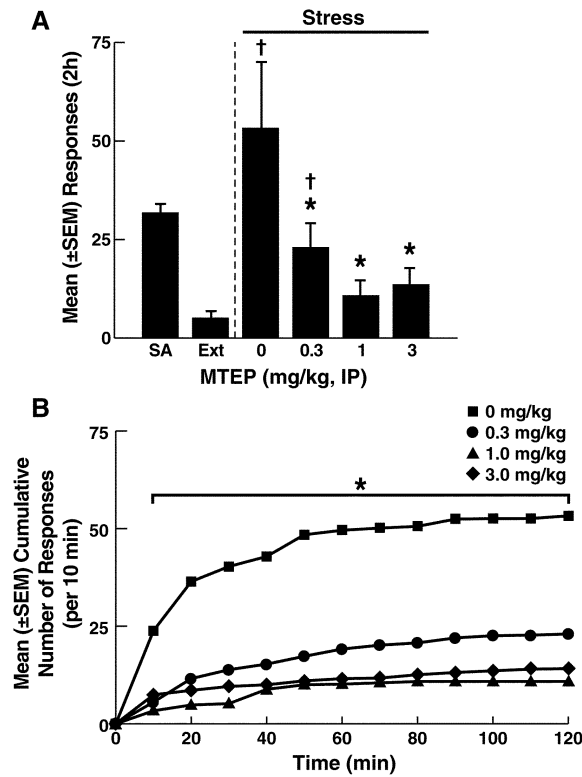 A
Stress
Mean (±SEM) Responses (2h)
75
50
25
0
†
†
*
*
*
SA Ext 0 0.3 1 3
MTEP (mg/kg, IP)
B
0 mg/kg
0.3 mg/kg
1.0 mg/kg
3.0 mg/kg
Mean (±SEM) Cumulative
Number of Responses
(per 10 min)
75
50
25
0
*
0 20 40 60 80 100 120
Time (min)